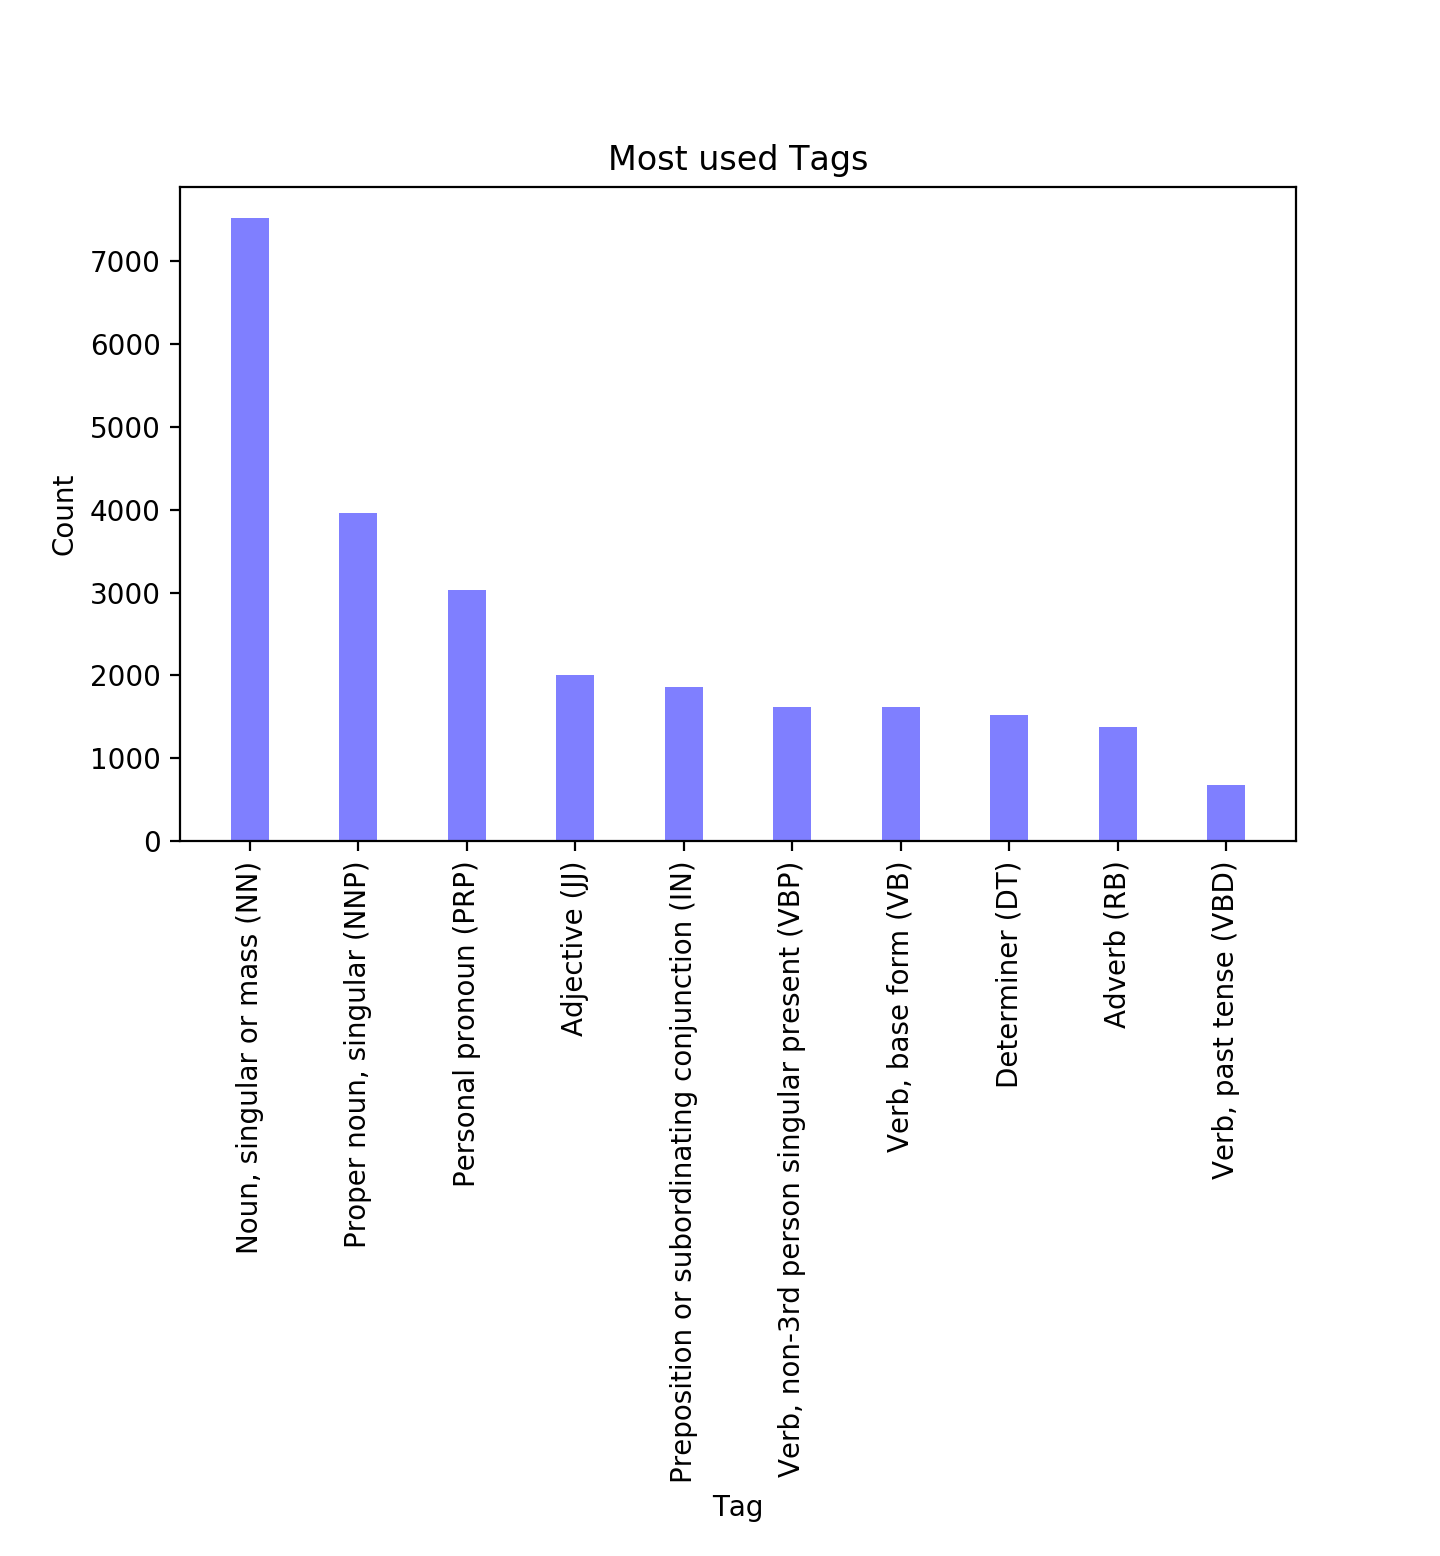 Most used Tags
7000
6000
5000
4000
3000
2000
1000
0
Count
Noun, singular or mass (NN)
Proper noun, singular (NNP)
Personal pronoun (PRP)
Adjective (JJ)
Preposition or subordinating conjunction (IN)
Verb, non-3rd person singular present (VBP)
Verb, base form (VB)
Determiner (DT)
Adverb (RB)
Verb, past tense (VBD)
Tag